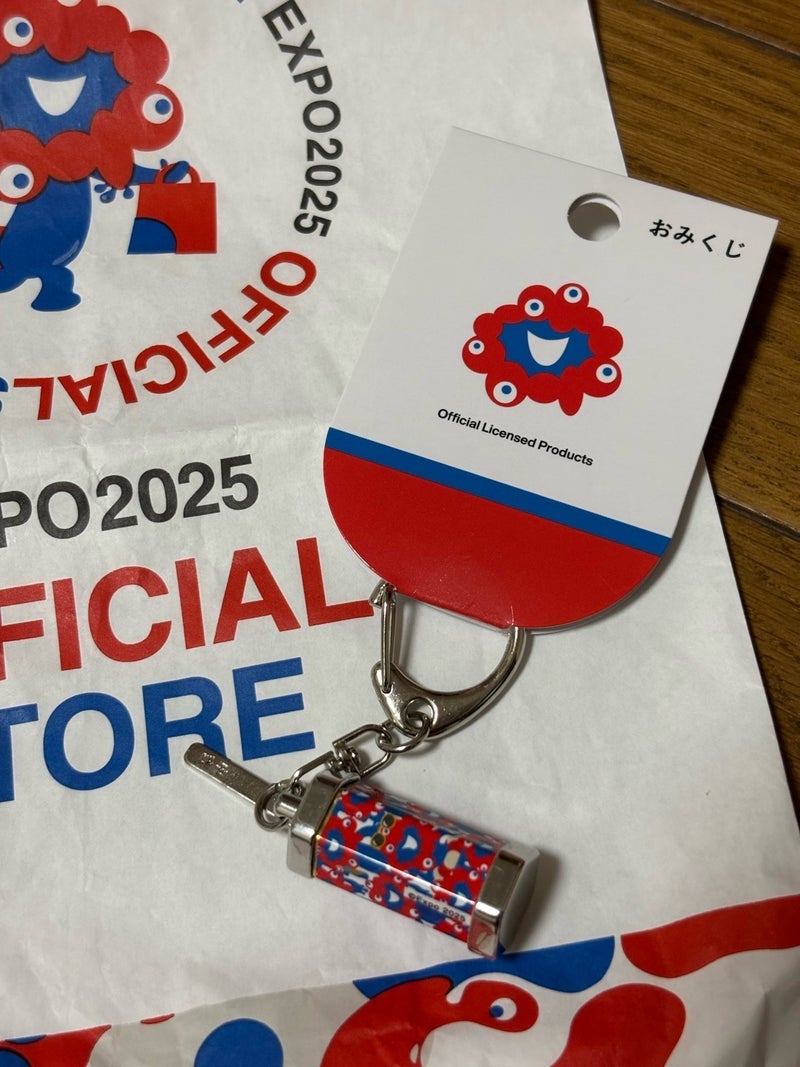 EXPO2025
OFFICIAL
PO2025
FICIAL
TORE
おみくじ
Official Licensed Products
©EXPO 2025